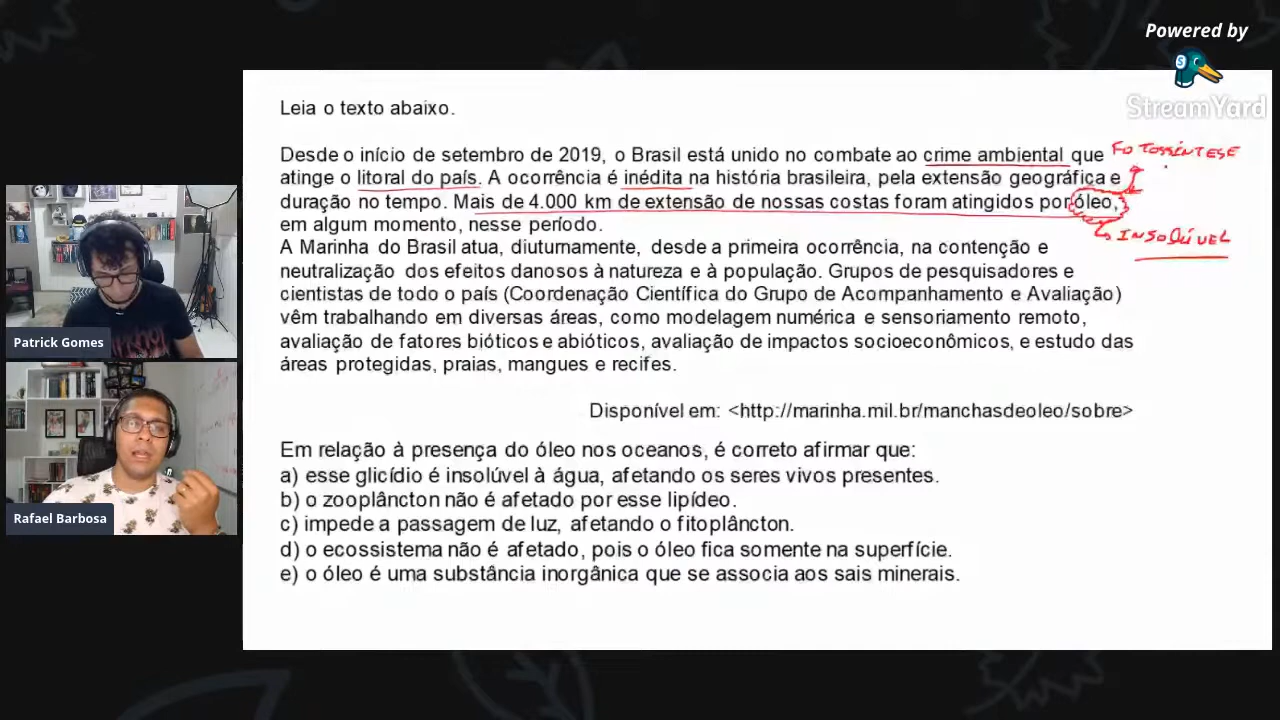 Powered by
StreamYard
Leia o texto abaixo.
Desde o início de setembro de 2019, o Brasil está unido no combate ao crime ambiental que
FOTOSSÍNTESE
atinge o litoral do país. A ocorrência é inédita na história brasileira, pela extensão geográfica e
duração no tempo. Mais de 4.000 km de extensão de nossas costas foram atingidos por óleo,
em algum momento, nesse período.
INSOLÚVEL
A Marinha do Brasil atua, diuturnamente, desde a primeira ocorrência, na contenção e
neutralização dos efeitos danosos à natureza e à população. Grupos de pesquisadores e
cientistas de todo o país (Coordenação Científica do Grupo de Acompanhamento e Avaliação)
vêm trabalhando em diversas áreas, como modelagem numérica e sensoriamento remoto,
avaliação de fatores bióticos e abióticos, avaliação de impactos socioeconômicos, e estudo das
áreas protegidas, praias, mangues e recifes.
Disponível em: <http://marinha.mil.br/manchasdeoleo/sobre>
Em relação à presença do óleo nos oceanos, é correto afirmar que:
a) esse glicídio é insolúvel à água, afetando os seres vivos presentes.
b) o zooplâncton não é afetado por esse lipídeo.
c) impede a passagem de luz, afetando o fitoplâncton.
d) o ecossistema não é afetado, pois o óleo fica somente na superfície.
e) o óleo é uma substância inorgânica que se associa aos sais minerais.
Patrick Gomes
Rafael Barbosa